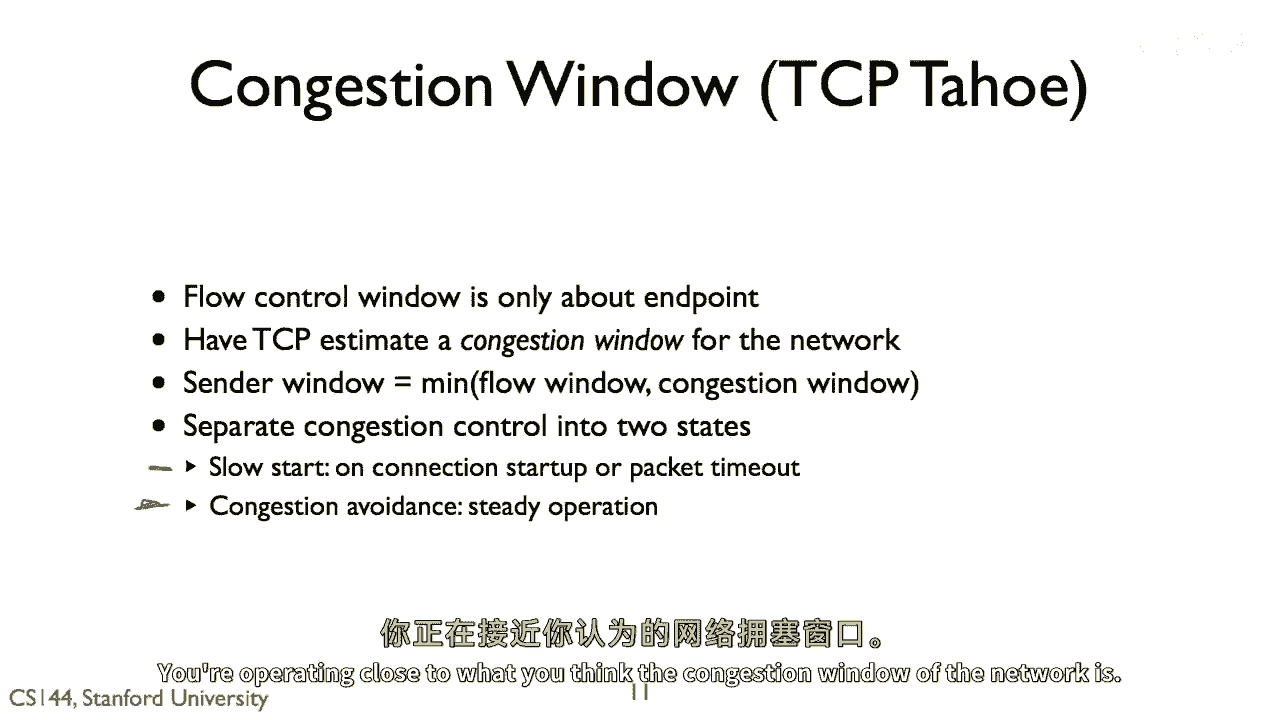 Congestion Window (TCP Tahoe)
• Flow control window is only about endpoint
• Have TCP estimate a congestion window for the network
• Sender window = min(flow window, congestion window)
• Separate congestion control into two states
‣ Slow start: on connection startup or packet timeout
‣ Congestion avoidance: steady operation
你正在接近你认为的网络拥塞窗口。
You're operating close to what you think the congestion window of the network is.
CS144, Stanford University
11